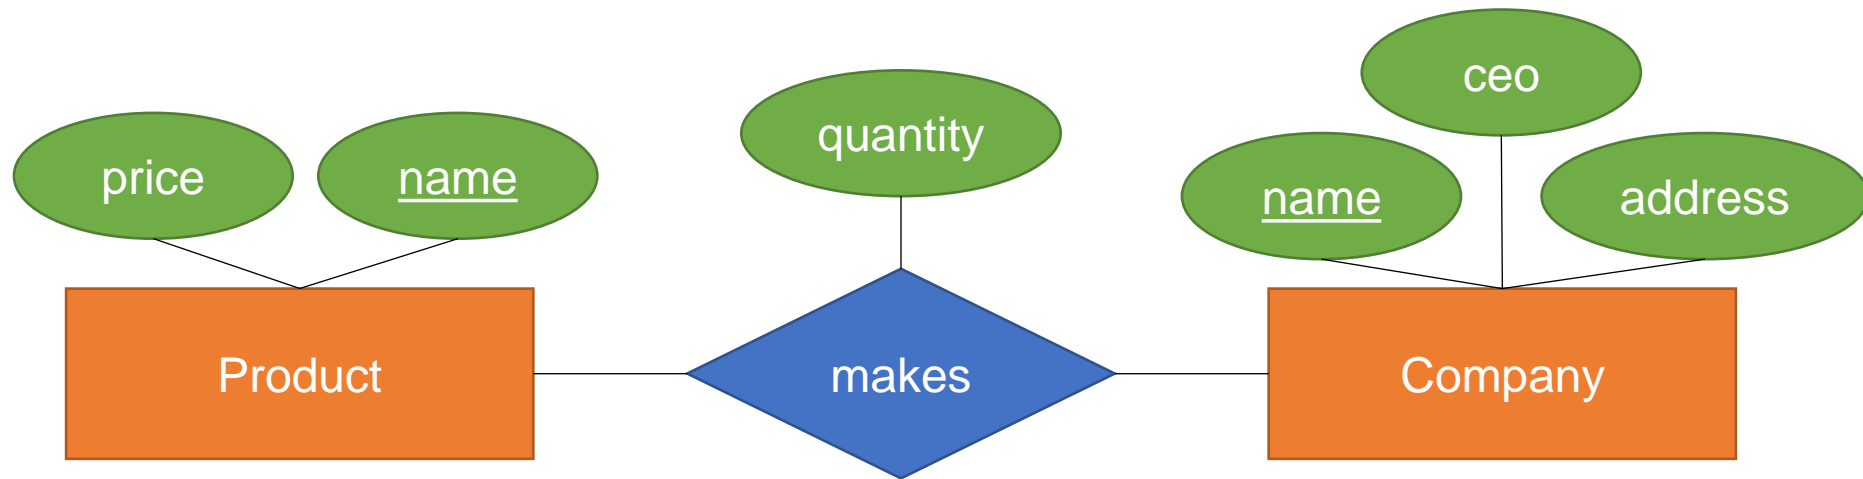 ceo
quantity
price
name
name
address
Product
makes
Company